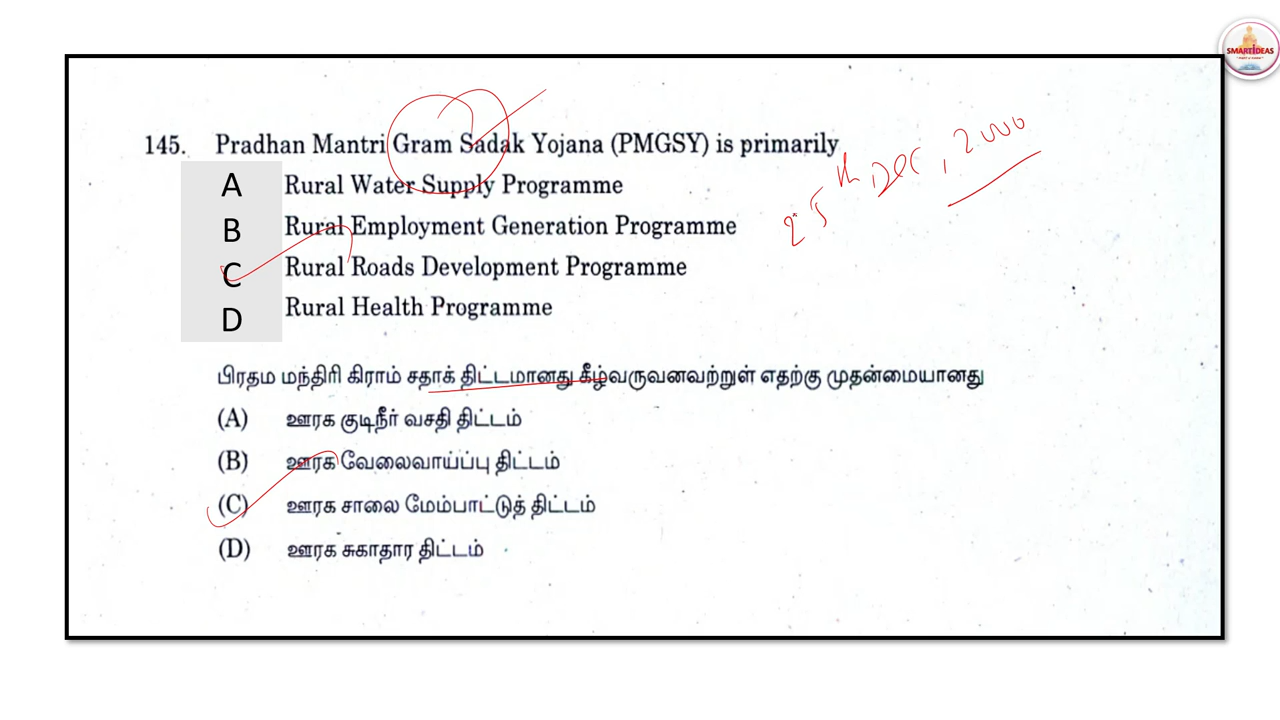 SMARTIDEAS
145. Pradhan Mantri Gram Sadak Yojana (PMGSY) is primarily
A Rural Water Supply Programme
B Rural Employment Generation Programme
C Rural Roads Development Programme
D Rural Health Programme
25th Dec, 2000
பிரதம மந்திரி கிராம் சதாக் திட்டமானது கீழ்வருவனவற்றுள் எதற்கு முதன்மையானது
(A) ஊரக குடிநீர் வசதி திட்டம்
(B) ஊரக வேலைவாய்ப்பு திட்டம்
(C) ஊரக சாலை மேம்பாட்டுத் திட்டம்
(D) ஊரக சுகாதார திட்டம்